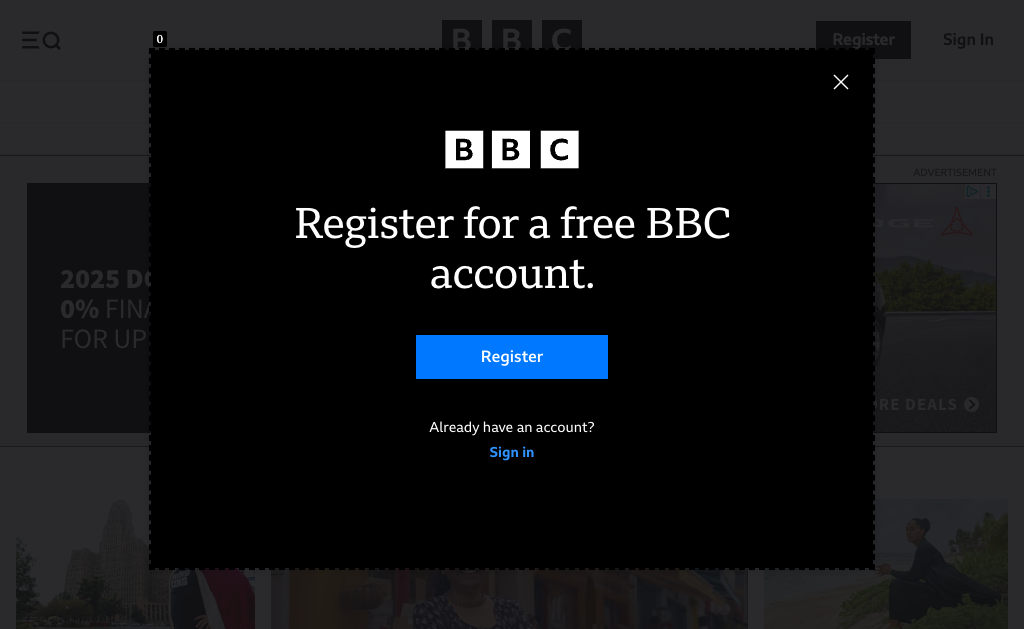 0
BBC
Register
Sign In
ADVERTISEMENT
BBC
Register for a free BBC
account.
Register
Already have an account?
Sign in
2025
0% FINA
FOR UP
RE DEALS